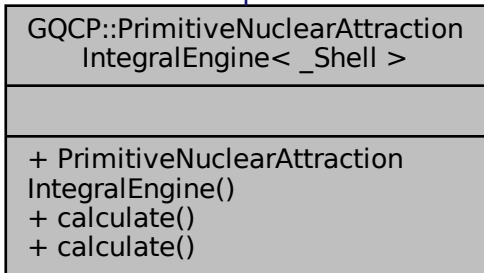 GQCP::PrimitiveNuclearAttraction
IntegralEngine< _Shell >
+ PrimitiveNuclearAttraction
IntegralEngine()
+ calculate()
+ calculate()